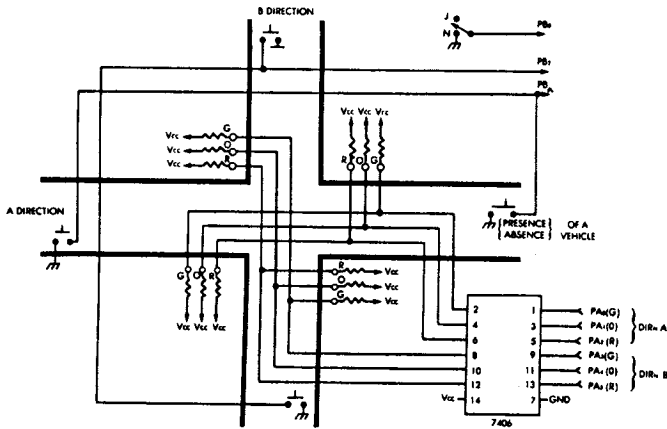 B DIRECTION
J
N
PB₆
PB₇
PBA
Vcc Vcc Vcc
R O G
Vcc G
Vcc O
Vcc R
A DIRECTION
{PRESENCE ABSENCE} OF A VEHICLE
G O R
Vcc Vcc Vcc
R Vcc
O Vcc
G Vcc
2 1 PA₀(G)
4 3 PA₁(O)
6 5 PA₂(R)
DIRN A
8 9 PA₃(G)
10 11 PA₄(O)
12 13 PA₅(R)
DIRN B
Vcc 14 7 GND
7406